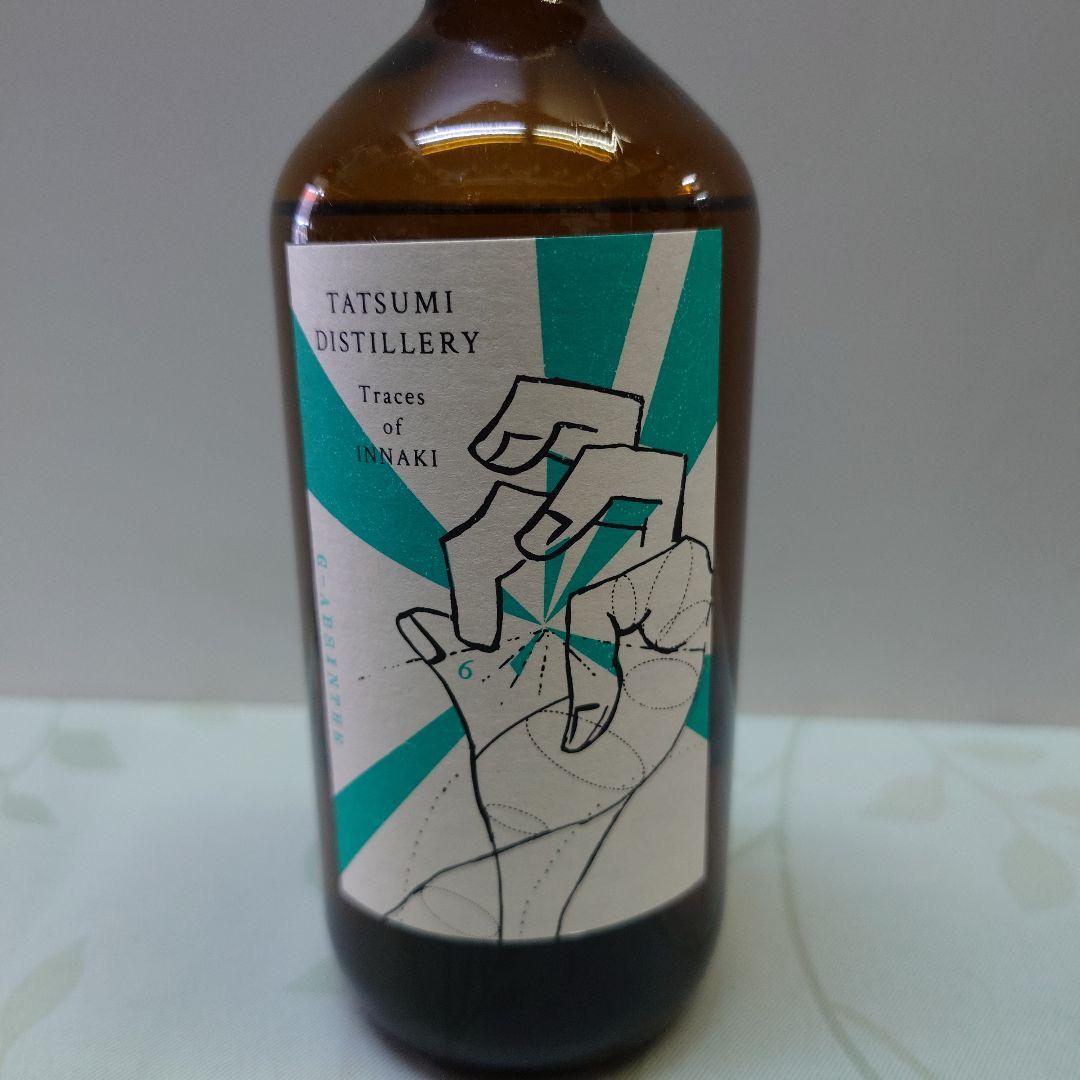 TATSUMI
DISTILLERY
Traces
of
INNAKI
G-ABSINTHE
6